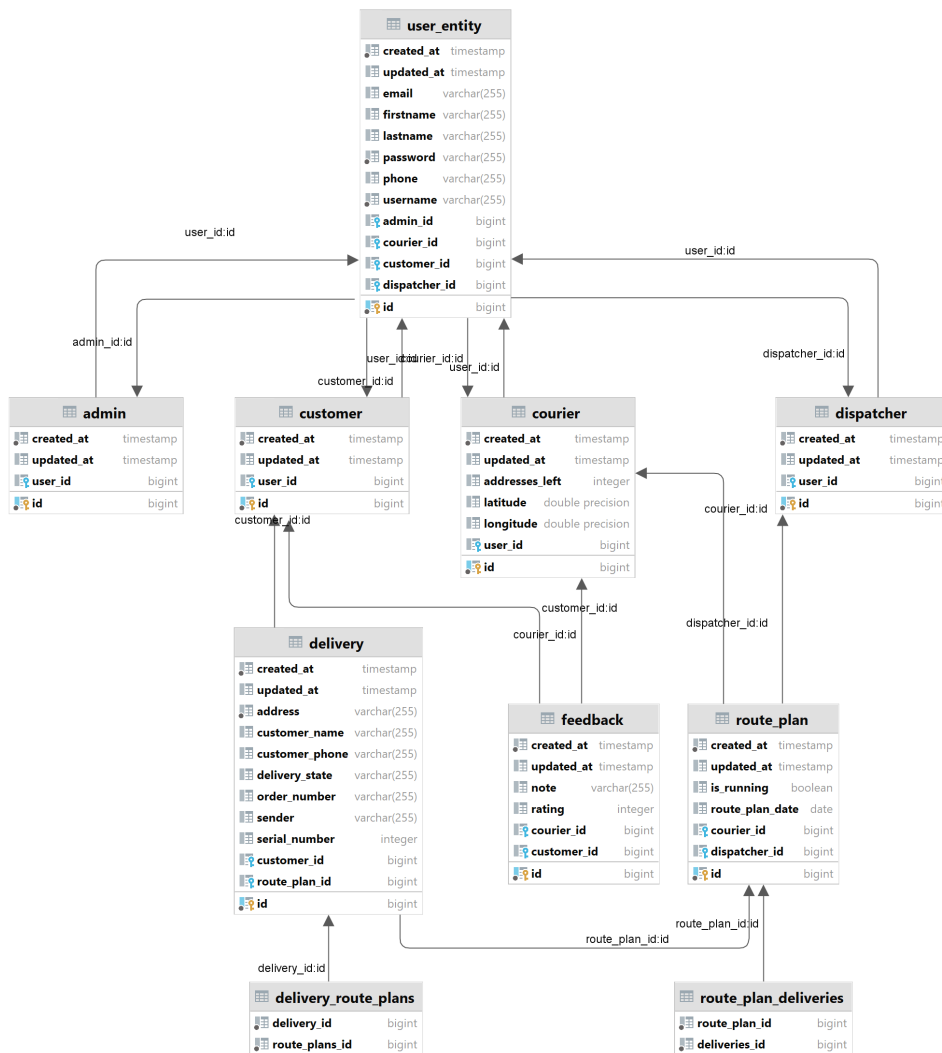 user_entity
created_at timestamp
updated_at timestamp
email varchar(255)
firstname varchar(255)
lastname varchar(255)
password varchar(255)
phone varchar(255)
username varchar(255)
admin_id bigint
courier_id bigint
customer_id bigint
dispatcher_id bigint
id bigint
user_id:id
user_id:id
admin_id:id
user_id:id
courier_id:id
user_id:id
customer_id:id
dispatcher_id:id
admin
created_at timestamp
updated_at timestamp
user_id bigint
id bigint
customer
created_at timestamp
updated_at timestamp
user_id bigint
id bigint
courier
created_at timestamp
updated_at timestamp
addresses_left integer
latitude double precision
longitude double precision
user_id bigint
id bigint
dispatcher
created_at timestamp
updated_at timestamp
user_id bigint
id bigint
customer_id:id
courier_id:id
customer_id:id
courier_id:id
dispatcher_id:id
delivery
created_at timestamp
updated_at timestamp
address varchar(255)
customer_name varchar(255)
customer_phone varchar(255)
delivery_state varchar(255)
order_number varchar(255)
sender varchar(255)
serial_number integer
customer_id bigint
route_plan_id bigint
id bigint
feedback
created_at timestamp
updated_at timestamp
note varchar(255)
rating integer
courier_id bigint
customer_id bigint
id bigint
route_plan
created_at timestamp
updated_at timestamp
is_running boolean
route_plan_date date
courier_id bigint
dispatcher_id bigint
id bigint
route_plan_id:id
route_plan_id:id
delivery_id:id
delivery_route_plans
delivery_id bigint
route_plans_id bigint
route_plan_deliveries
route_plan_id bigint
deliveries_id bigint